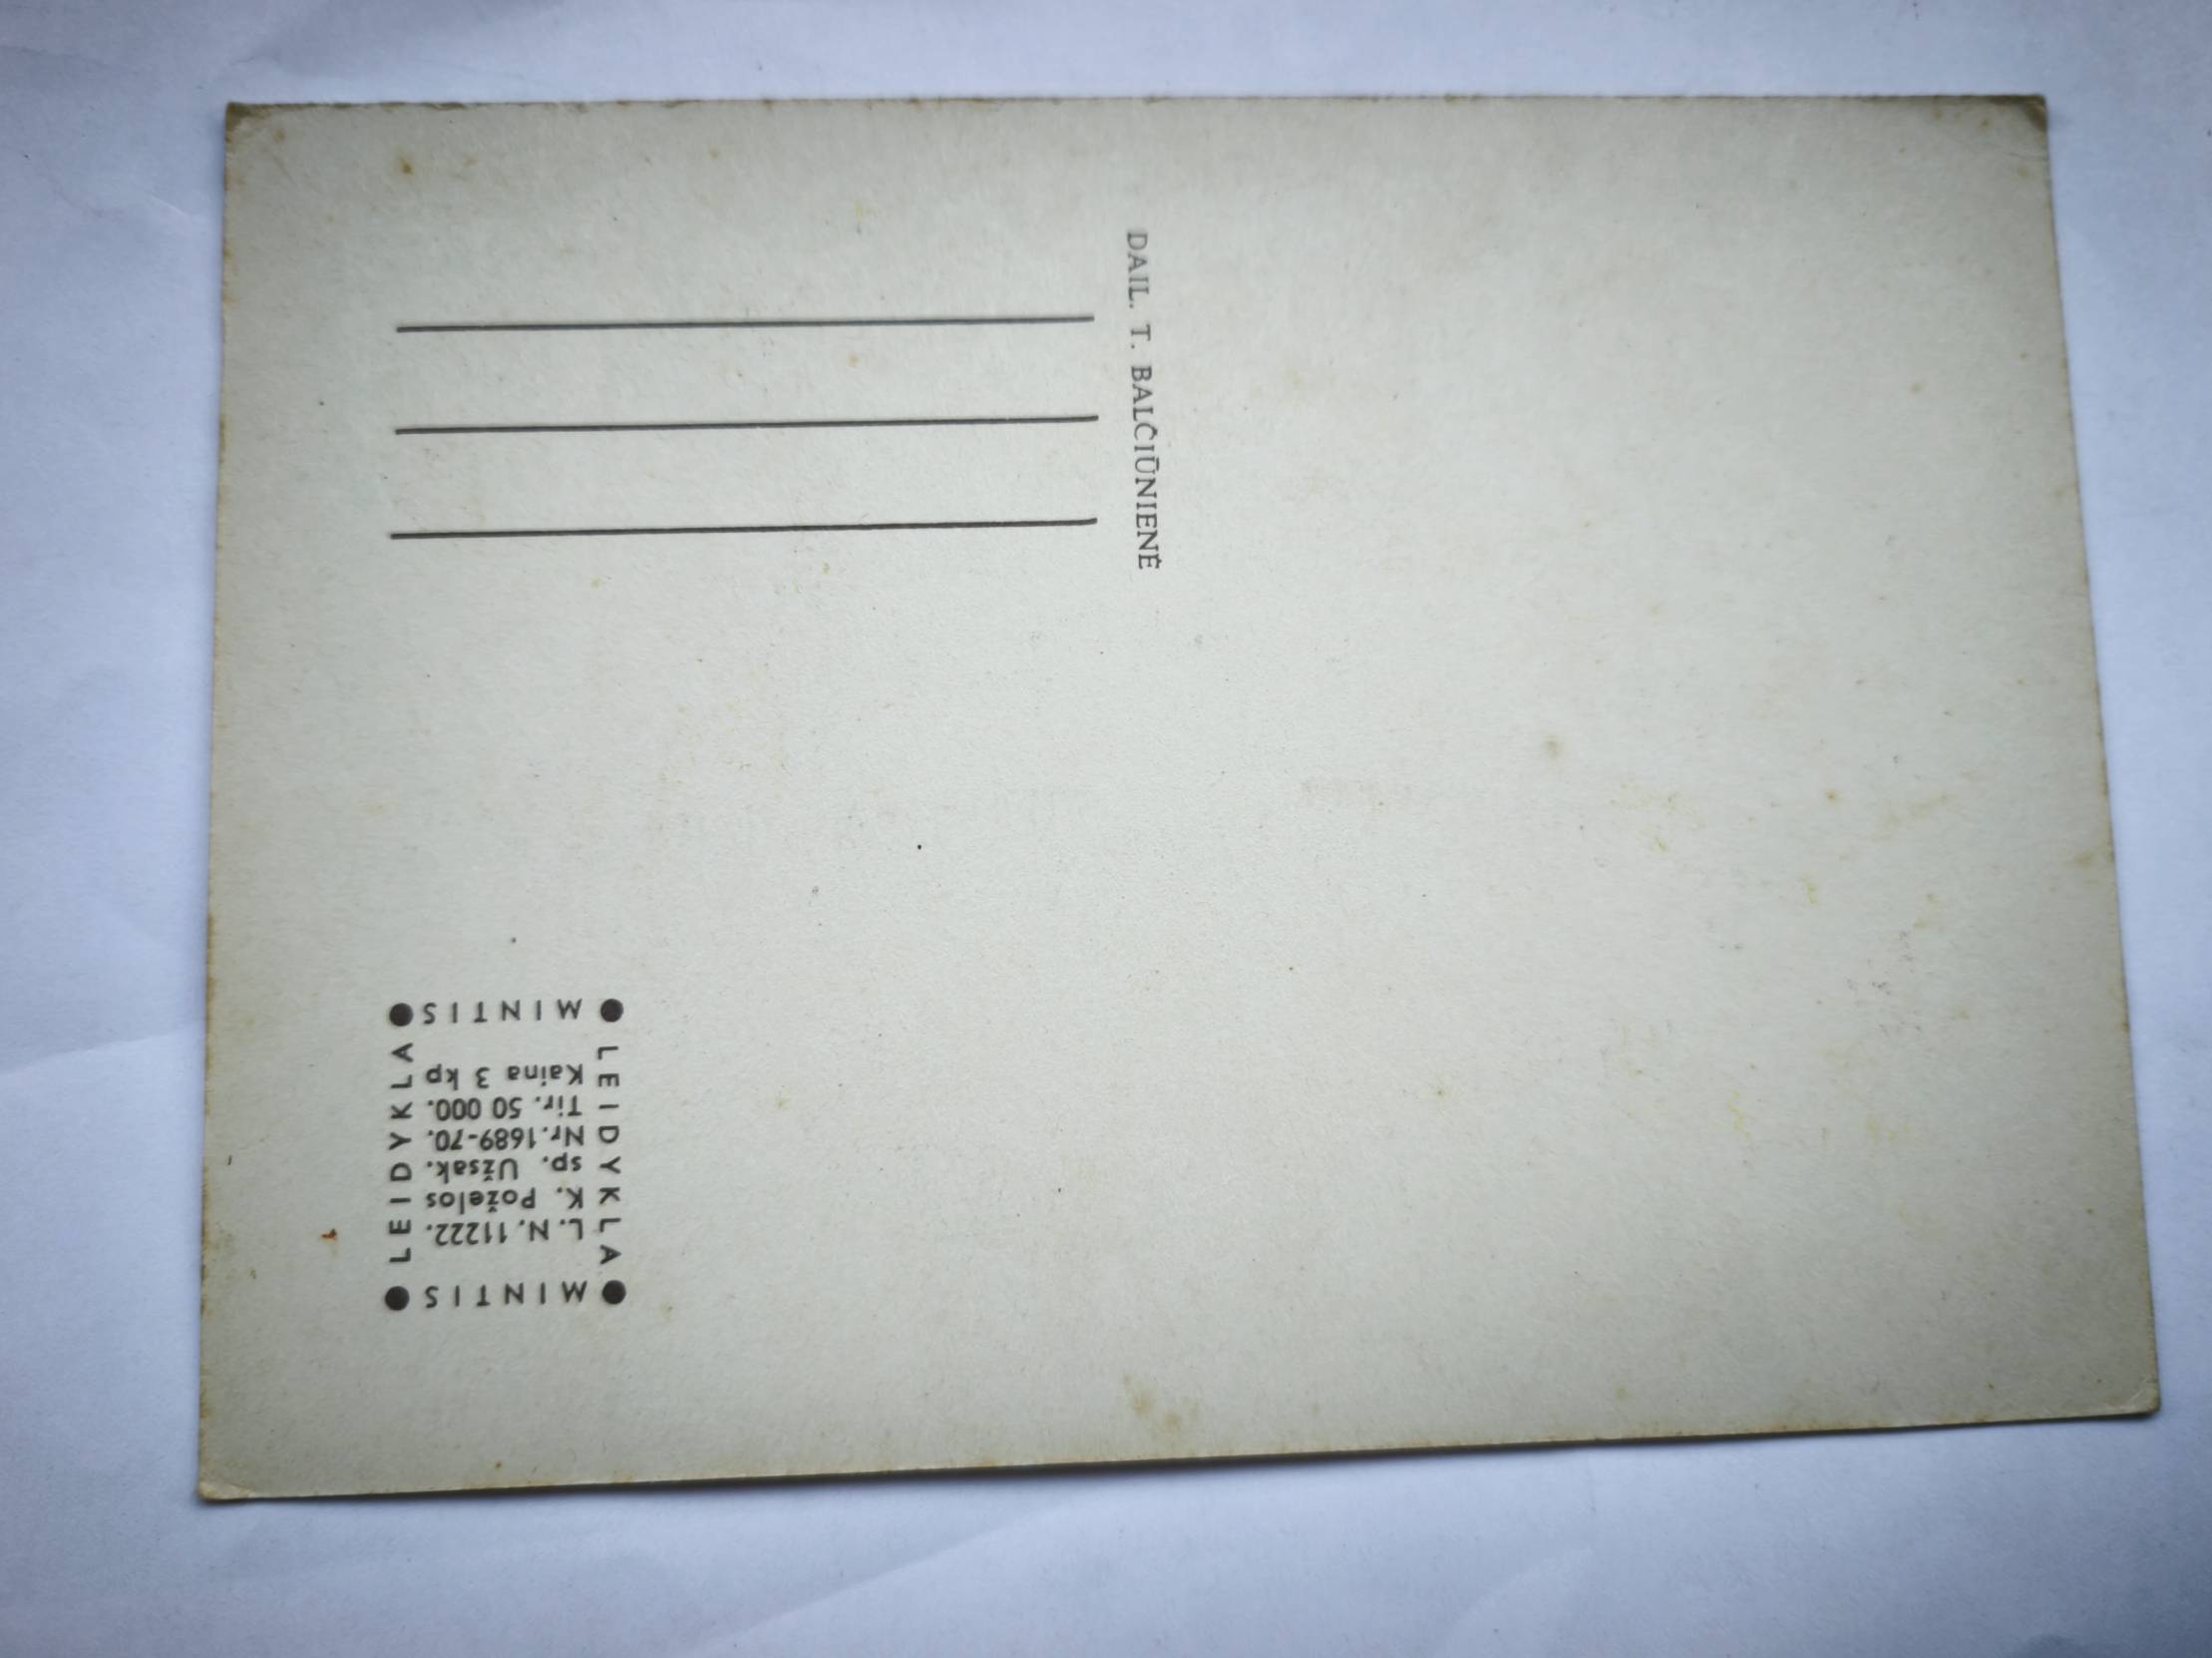 MINTIS
LEIDYKLA
L. N. 11222.
K. Poželos
sp. Užsak.
Nr. 1689-70.
Tir. 50 000.
Kaina 3 kp
LEIDYKLA
MINTIS
DAIL. T. BALČIŪNIENĖ